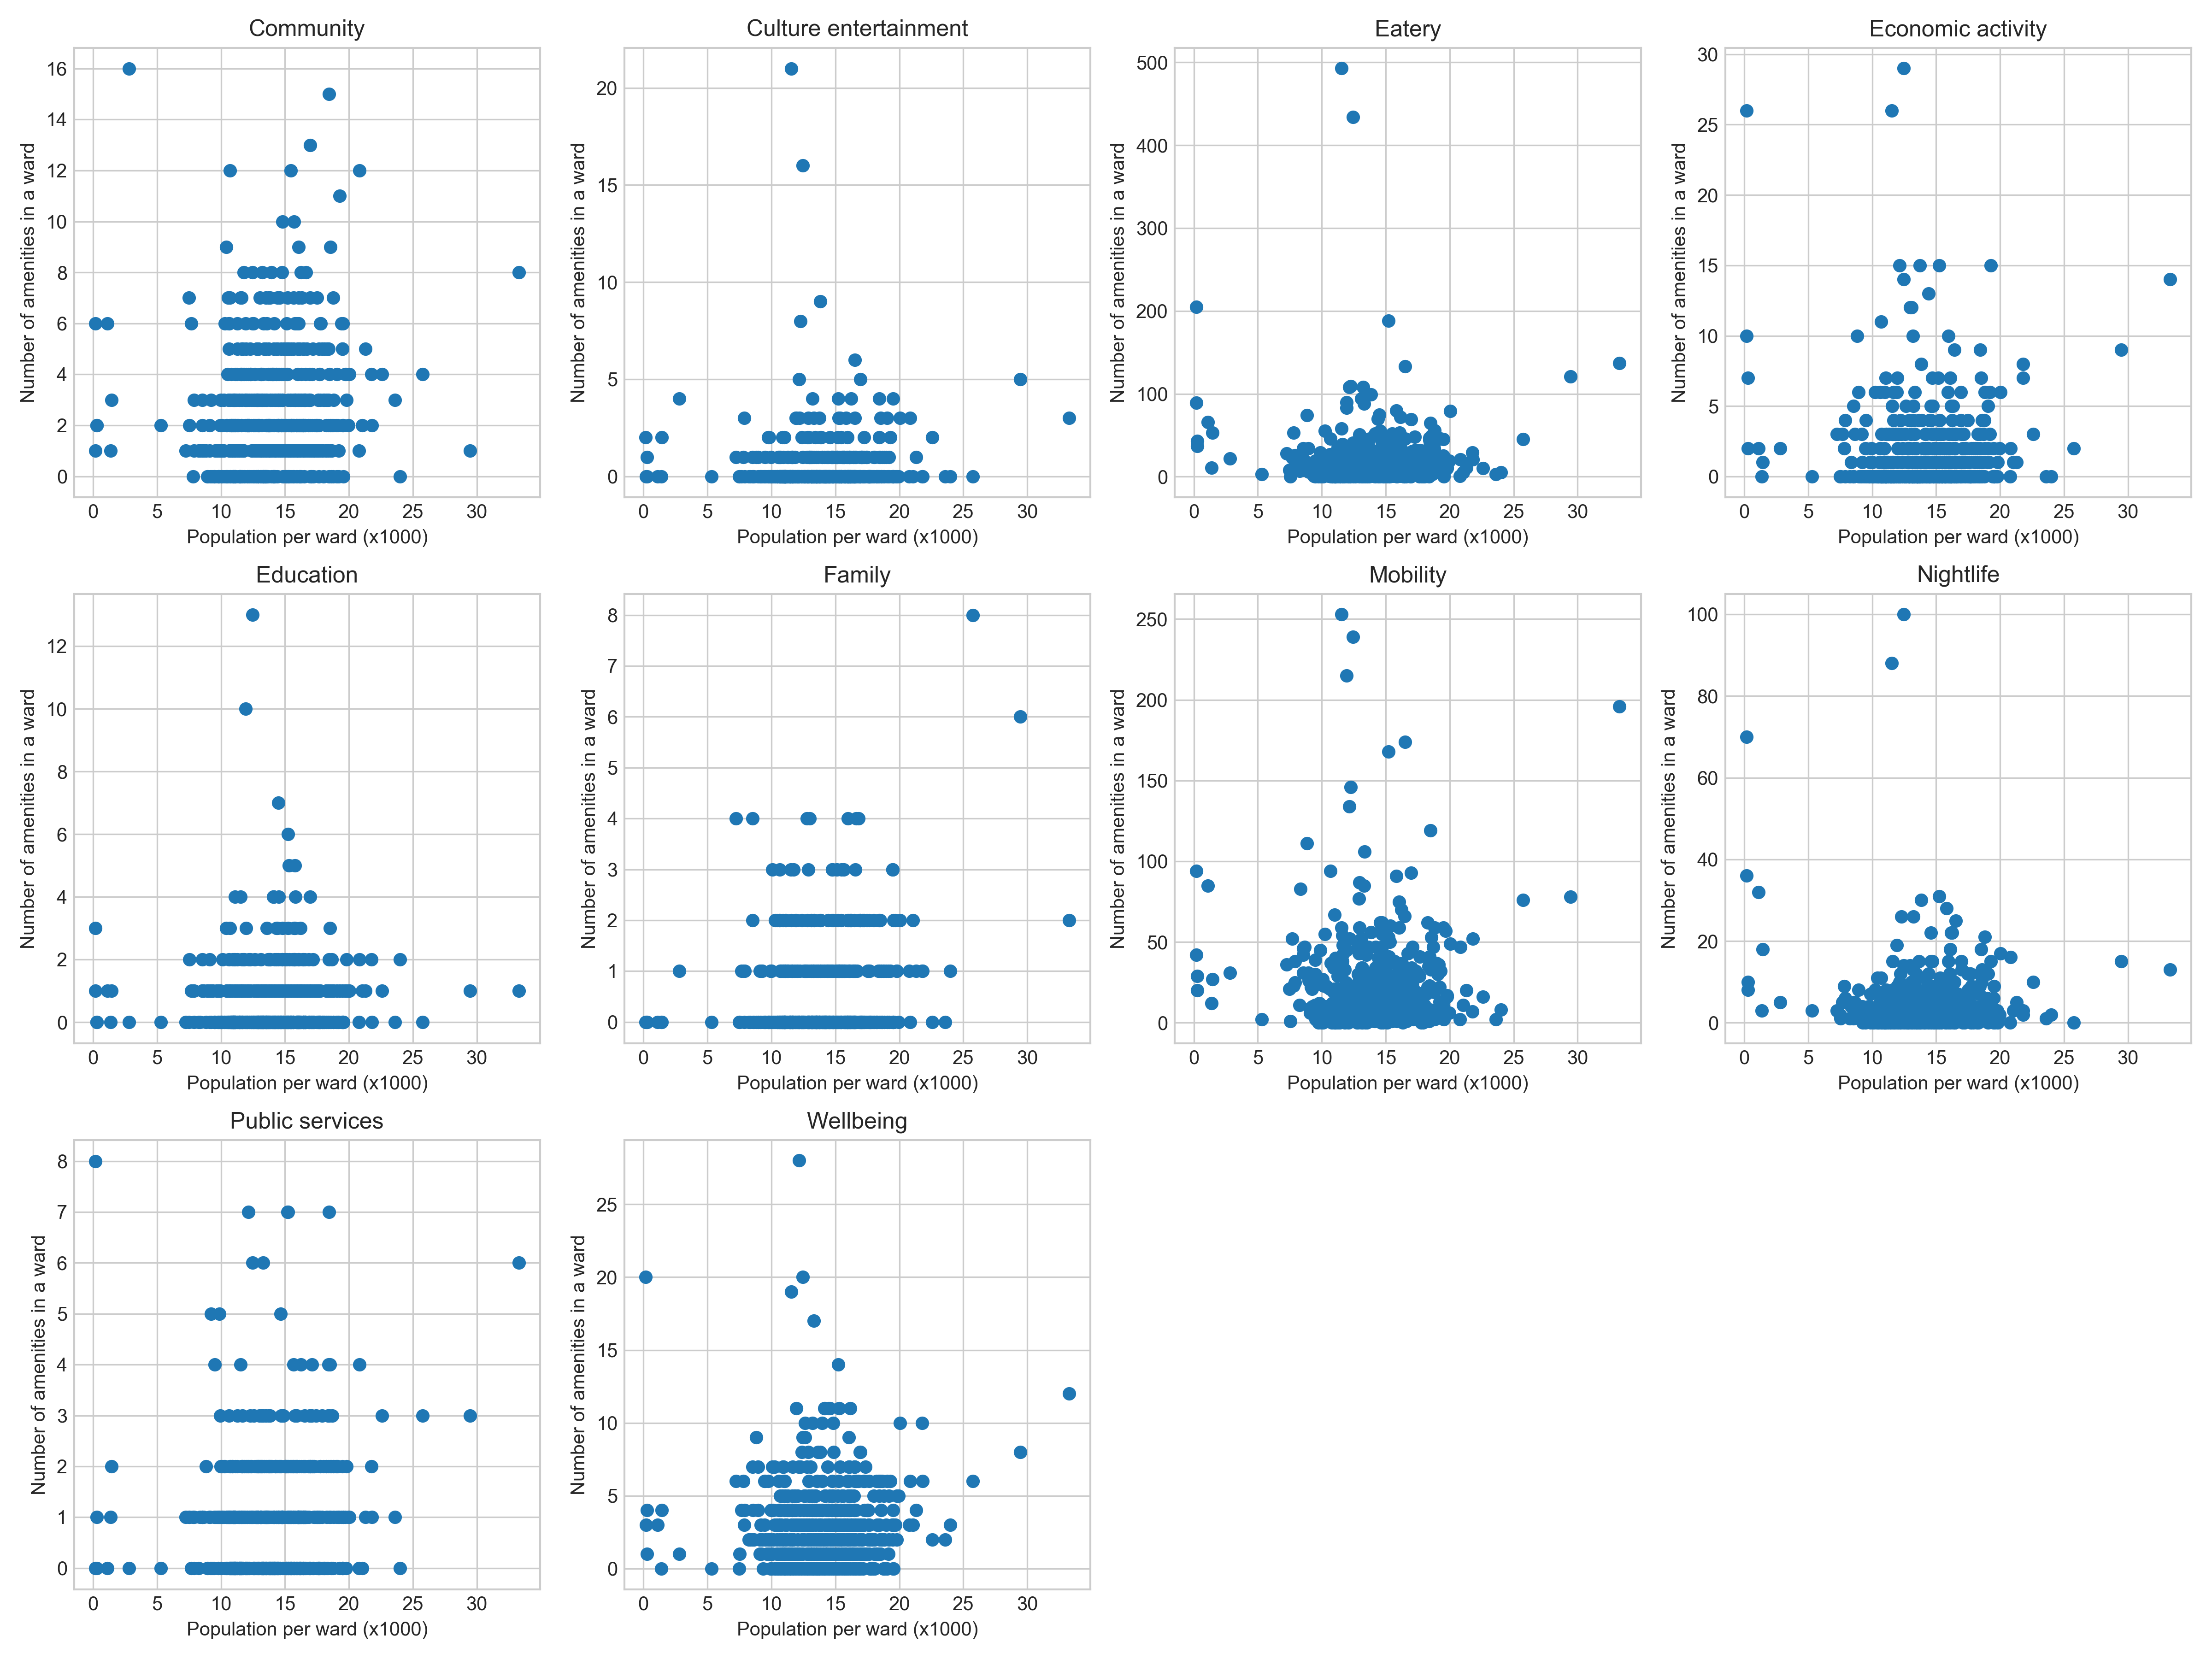 Community
Number of amenities in a ward
16
14
12
10
8
6
4
2
0
0 5 10 15 20 25 30
Population per ward (x1000)
Culture entertainment
Number of amenities in a ward
20
15
10
5
0
0 5 10 15 20 25 30
Population per ward (x1000)
Eatery
Number of amenities in a ward
500
400
300
200
100
0
0 5 10 15 20 25 30
Population per ward (x1000)
Economic activity
Number of amenities in a ward
30
25
20
15
10
5
0
0 5 10 15 20 25 30
Population per ward (x1000)
Education
Number of amenities in a ward
12
10
8
6
4
2
0
0 5 10 15 20 25 30
Population per ward (x1000)
Family
Number of amenities in a ward
8
7
6
5
4
3
2
1
0
0 5 10 15 20 25 30
Population per ward (x1000)
Mobility
Number of amenities in a ward
250
200
150
100
50
0
0 5 10 15 20 25 30
Population per ward (x1000)
Nightlife
Number of amenities in a ward
100
80
60
40
20
0
0 5 10 15 20 25 30
Population per ward (x1000)
Public services
Number of amenities in a ward
8
7
6
5
4
3
2
1
0
0 5 10 15 20 25 30
Population per ward (x1000)
Wellbeing
Number of amenities in a ward
25
20
15
10
5
0
0 5 10 15 20 25 30
Population per ward (x1000)